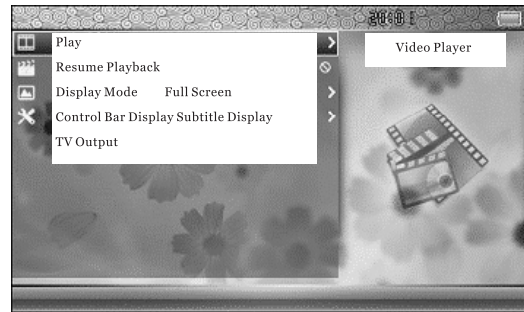 Play
Video Player
Resume Playback
Display Mode Full Screen
Control Bar Display Subtitle Display
TV Output